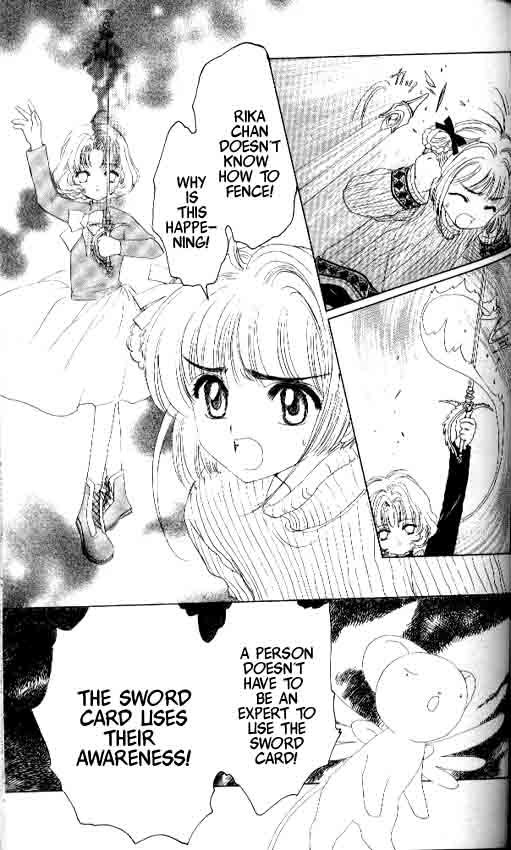 RIKA
CHAN
DOESN'T
KNOW
HOW TO
FENCE!
WHY
IS
THIS
HAPPE-
NING!
A PERSON
DOESN'T
HAVE TO
BE AN
EXPERT TO
USE THE
SWORD
CARD!
THE SWORD
CARD USES
THEIR
AWARENESS!